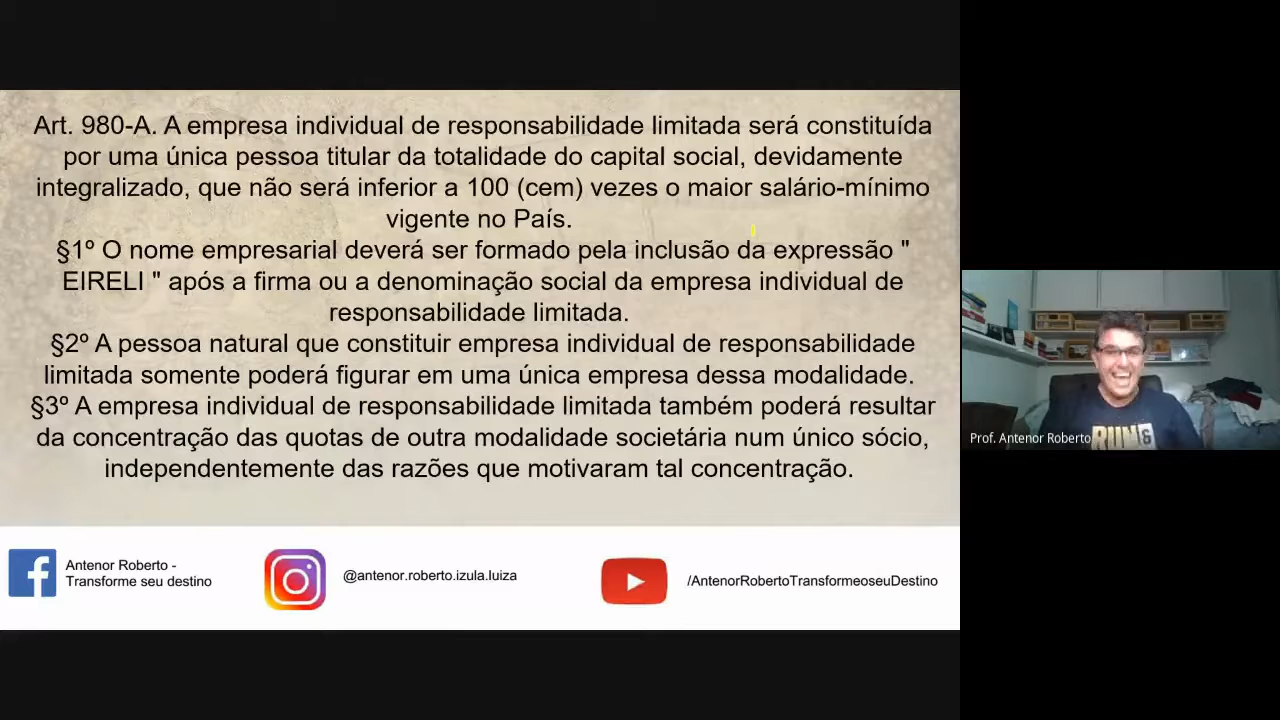 Art. 980-A. A empresa individual de responsabilidade limitada será constituída
por uma única pessoa titular da totalidade do capital social, devidamente
integralizado, que não será inferior a 100 (cem) vezes o maior salário-mínimo
vigente no País.
§1º O nome empresarial deverá ser formado pela inclusão da expressão "
EIRELI " após a firma ou a denominação social da empresa individual de
responsabilidade limitada.
§2º A pessoa natural que constituir empresa individual de responsabilidade
limitada somente poderá figurar em uma única empresa dessa modalidade.
§3º A empresa individual de responsabilidade limitada também poderá resultar
da concentração das quotas de outra modalidade societária num único sócio,
independentemente das razões que motivaram tal concentração.
Prof. Antenor Roberto
RUN &
Antenor Roberto -
Transforme seu destino
@antenor.roberto.izula.luiza
/AntenorRobertoTransformeoseuDestino